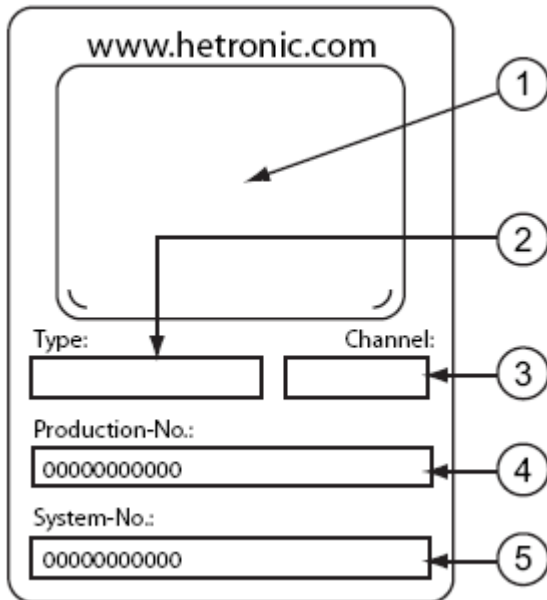 www.hetronic.com
1
2
Type: Channel:
3
Production-No.:
00000000000
4
System-No.:
00000000000
5